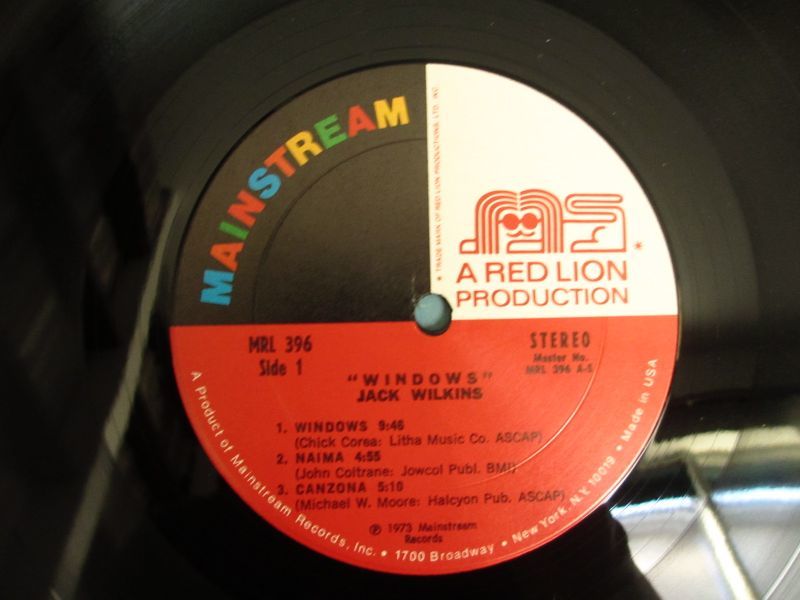 MAINSTREAM
* TRADE MARK OF RED LION PRODUCTIONS, LTD. INC.
MS *
A RED LION
PRODUCTION
MRL 396
Side 1
STEREO
Master No.
MRL 396 A-S
"WINDOWS"
JACK WILKINS
1. WINDOWS 9:46
(Chick Corea: Litha Music Co. ASCAP)
2. NAIMA 4:55
(John Coltrane: Jowcol Publ. BMI)
3. CANZONA 5:10
(Michael W. Moore: Halcyon Pub. ASCAP)
℗ 1973 Mainstream
Records
A Product of Mainstream Records, Inc. • 1700 Broadway • New York, N.Y. 10019 • Made in USA